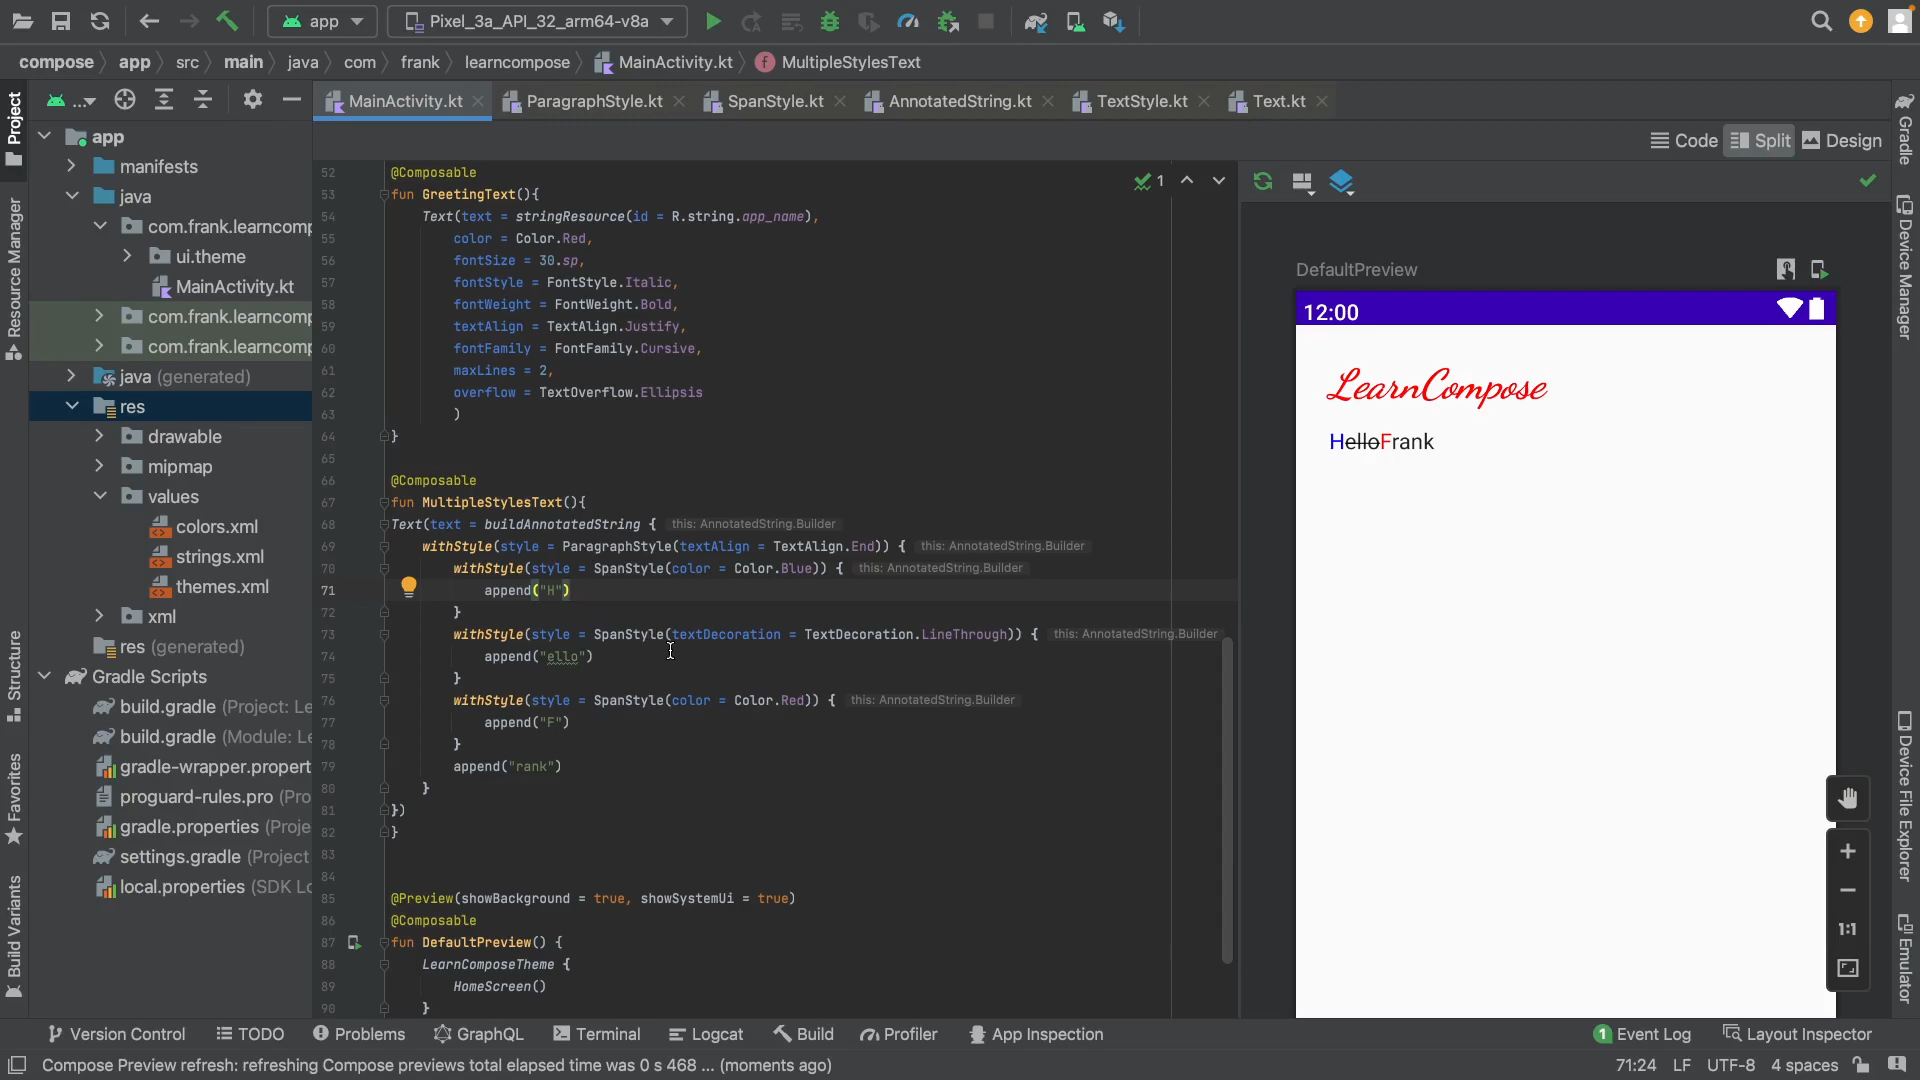 app
Pixel_3a_API_32_arm64-v8a
compose app src main java com frank learncompose MainActivity.kt MultipleStylesText
MainActivity.kt ParagraphStyle.kt SpanStyle.kt AnnotatedString.kt TextStyle.kt Text.kt
Code Split Design
Project
Resource Manager
Structure
Favorites
Build Variants
...
app
manifests
java
com.frank.learncomp
ui.theme
MainActivity.kt
com.frank.learncomp
com.frank.learncomp
java (generated)
res
drawable
mipmap
values
colors.xml
strings.xml
themes.xml
xml
res (generated)
Gradle Scripts
build.gradle (Project: Le
build.gradle (Module: Le
gradle-wrapper.propert
proguard-rules.pro (Pro
gradle.properties (Proje
settings.gradle (Project
local.properties (SDK Lo
1
52 @Composable
53 fun GreetingText(){
54 Text(text = stringResource(id = R.string.app_name),
55 color = Color.Red,
56 fontSize = 30.sp,
57 fontStyle = FontStyle.Italic,
58 fontWeight = FontWeight.Bold,
59 textAlign = TextAlign.Justify,
60 fontFamily = FontFamily.Cursive,
61 maxLines = 2,
62 overflow = TextOverflow.Ellipsis
63 )
64 }
65
66 @Composable
67 fun MultipleStylesText(){
68 Text(text = buildAnnotatedString { this: AnnotatedString.Builder
69 withStyle(style = ParagraphStyle(textAlign = TextAlign.End)) { this: AnnotatedString.Builder
70 withStyle(style = SpanStyle(color = Color.Blue)) { this: AnnotatedString.Builder
71 append("H")
72 }
73 withStyle(style = SpanStyle(textDecoration = TextDecoration.LineThrough)) { this: AnnotatedString.Builder
74 append("ello")
75 }
76 withStyle(style = SpanStyle(color = Color.Red)) { this: AnnotatedString.Builder
77 append("F")
78 }
79 append("rank")
80 }
81 })
82 }
83
84
85 @Preview(showBackground = true, showSystemUi = true)
86 @Composable
87 fun DefaultPreview() {
88 LearnComposeTheme {
89 HomeScreen()
90 }
DefaultPreview
12:00
LearnCompose
HelloFrank
1:1
Gradle
Device Manager
Device File Explorer
Emulator
Version Control TODO Problems GraphQL Terminal Logcat Build Profiler App Inspection 1 Event Log Layout Inspector
Compose Preview refresh: refreshing Compose previews total elapsed time was 0 s 468 ... (moments ago) 71:24 LF UTF-8 4 spaces